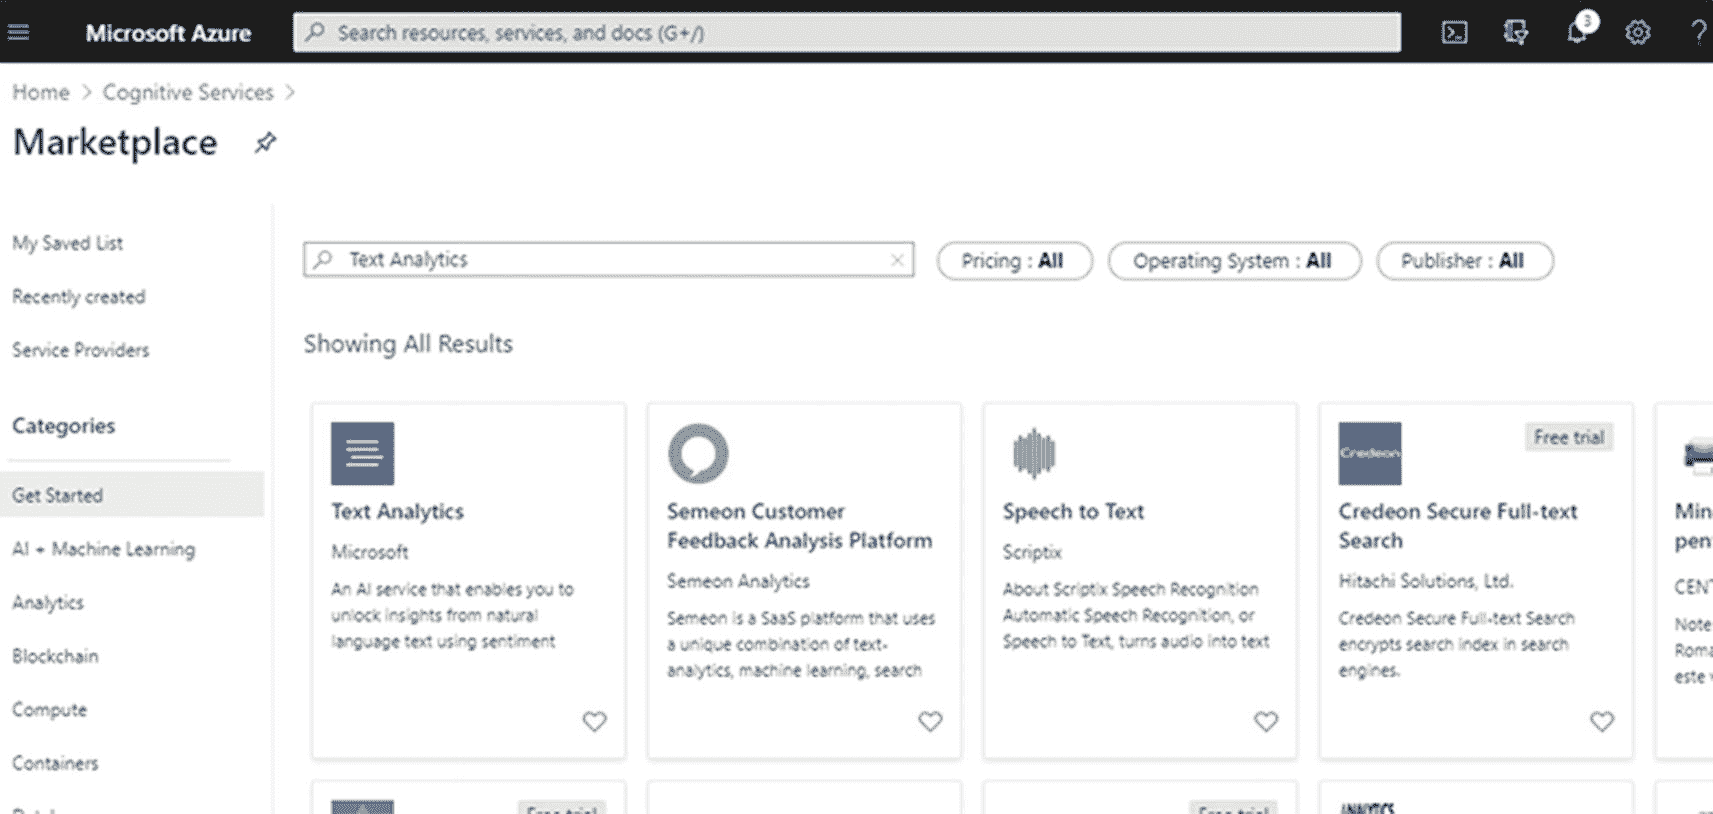 Microsoft Azure
Search resources, services, and docs (G+/)
3
?
Home > Cognitive Services >
Marketplace
My Saved List
Recently created
Service Providers
Categories
Get Started
AI + Machine Learning
Analytics
Blockchain
Compute
Containers
Text Analytics
Pricing : All
Operating System : All
Publisher : All
Showing All Results
Text Analytics
Microsoft
An AI service that enables you to
unlock insights from natural
language text using sentiment
Semeon Customer
Feedback Analysis Platform
Semeon Analytics
Semeon is a SaaS platform that uses
a unique combination of text-
analytics, machine learning, search
Speech to Text
Scriptix
About Scriptix Speech Recognition
Automatic Speech Recognition, or
Speech to Text, turns audio into text
Credeon
Free trial
Credeon Secure Full-text
Search
Hitachi Solutions, Ltd.
Credeon Secure Full-text Search
encrypts search index in search
engines.
Min
pen
CENT
Note
Roma
este
Free trial
Free trial
ANALYTICS